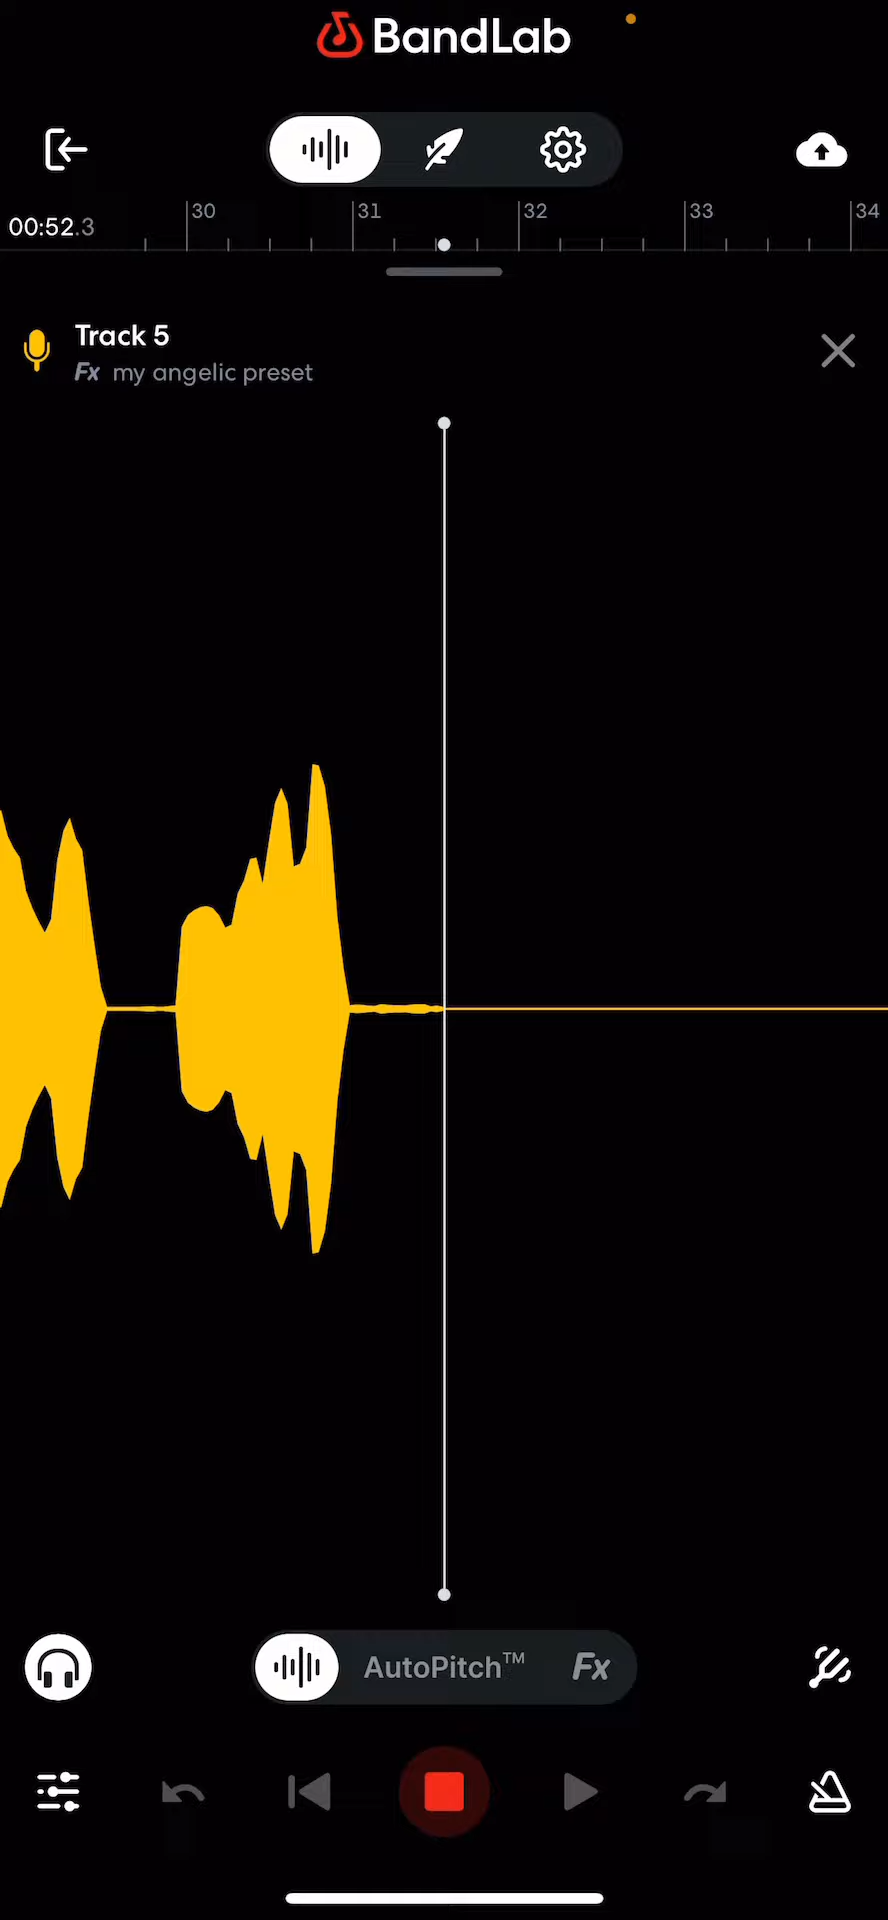 BandLab
00:52.3
30 31 32 33 34
Track 5
Fx my angelic preset
AutoPitch™ Fx